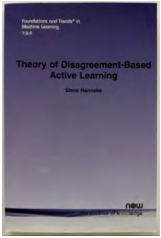 Foundations and Trends® in
Machine Learning
Theory of Disagreement-Based
Active Learning
Steve Hanneke
now